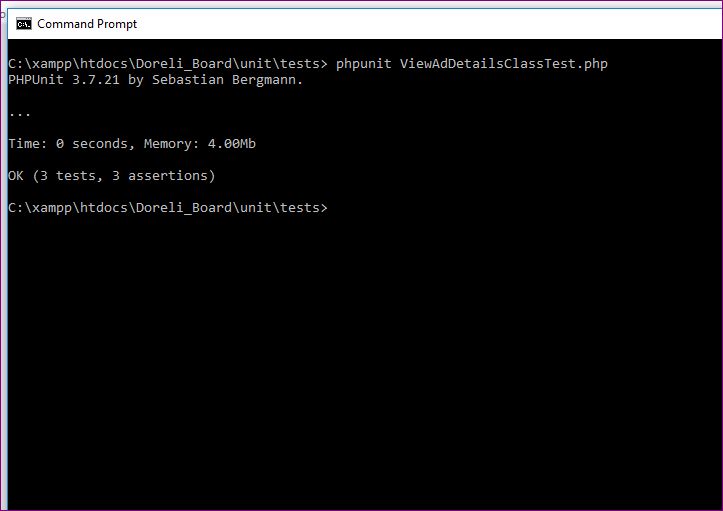 Command Prompt
C:\xampp\htdocs\Doreli_Board\unit\tests> phpunit ViewAdDetailsClassTest.php
PHPUnit 3.7.21 by Sebastian Bergmann.
...
Time: 0 seconds, Memory: 4.00Mb
OK (3 tests, 3 assertions)
C:\xampp\htdocs\Doreli_Board\unit\tests>